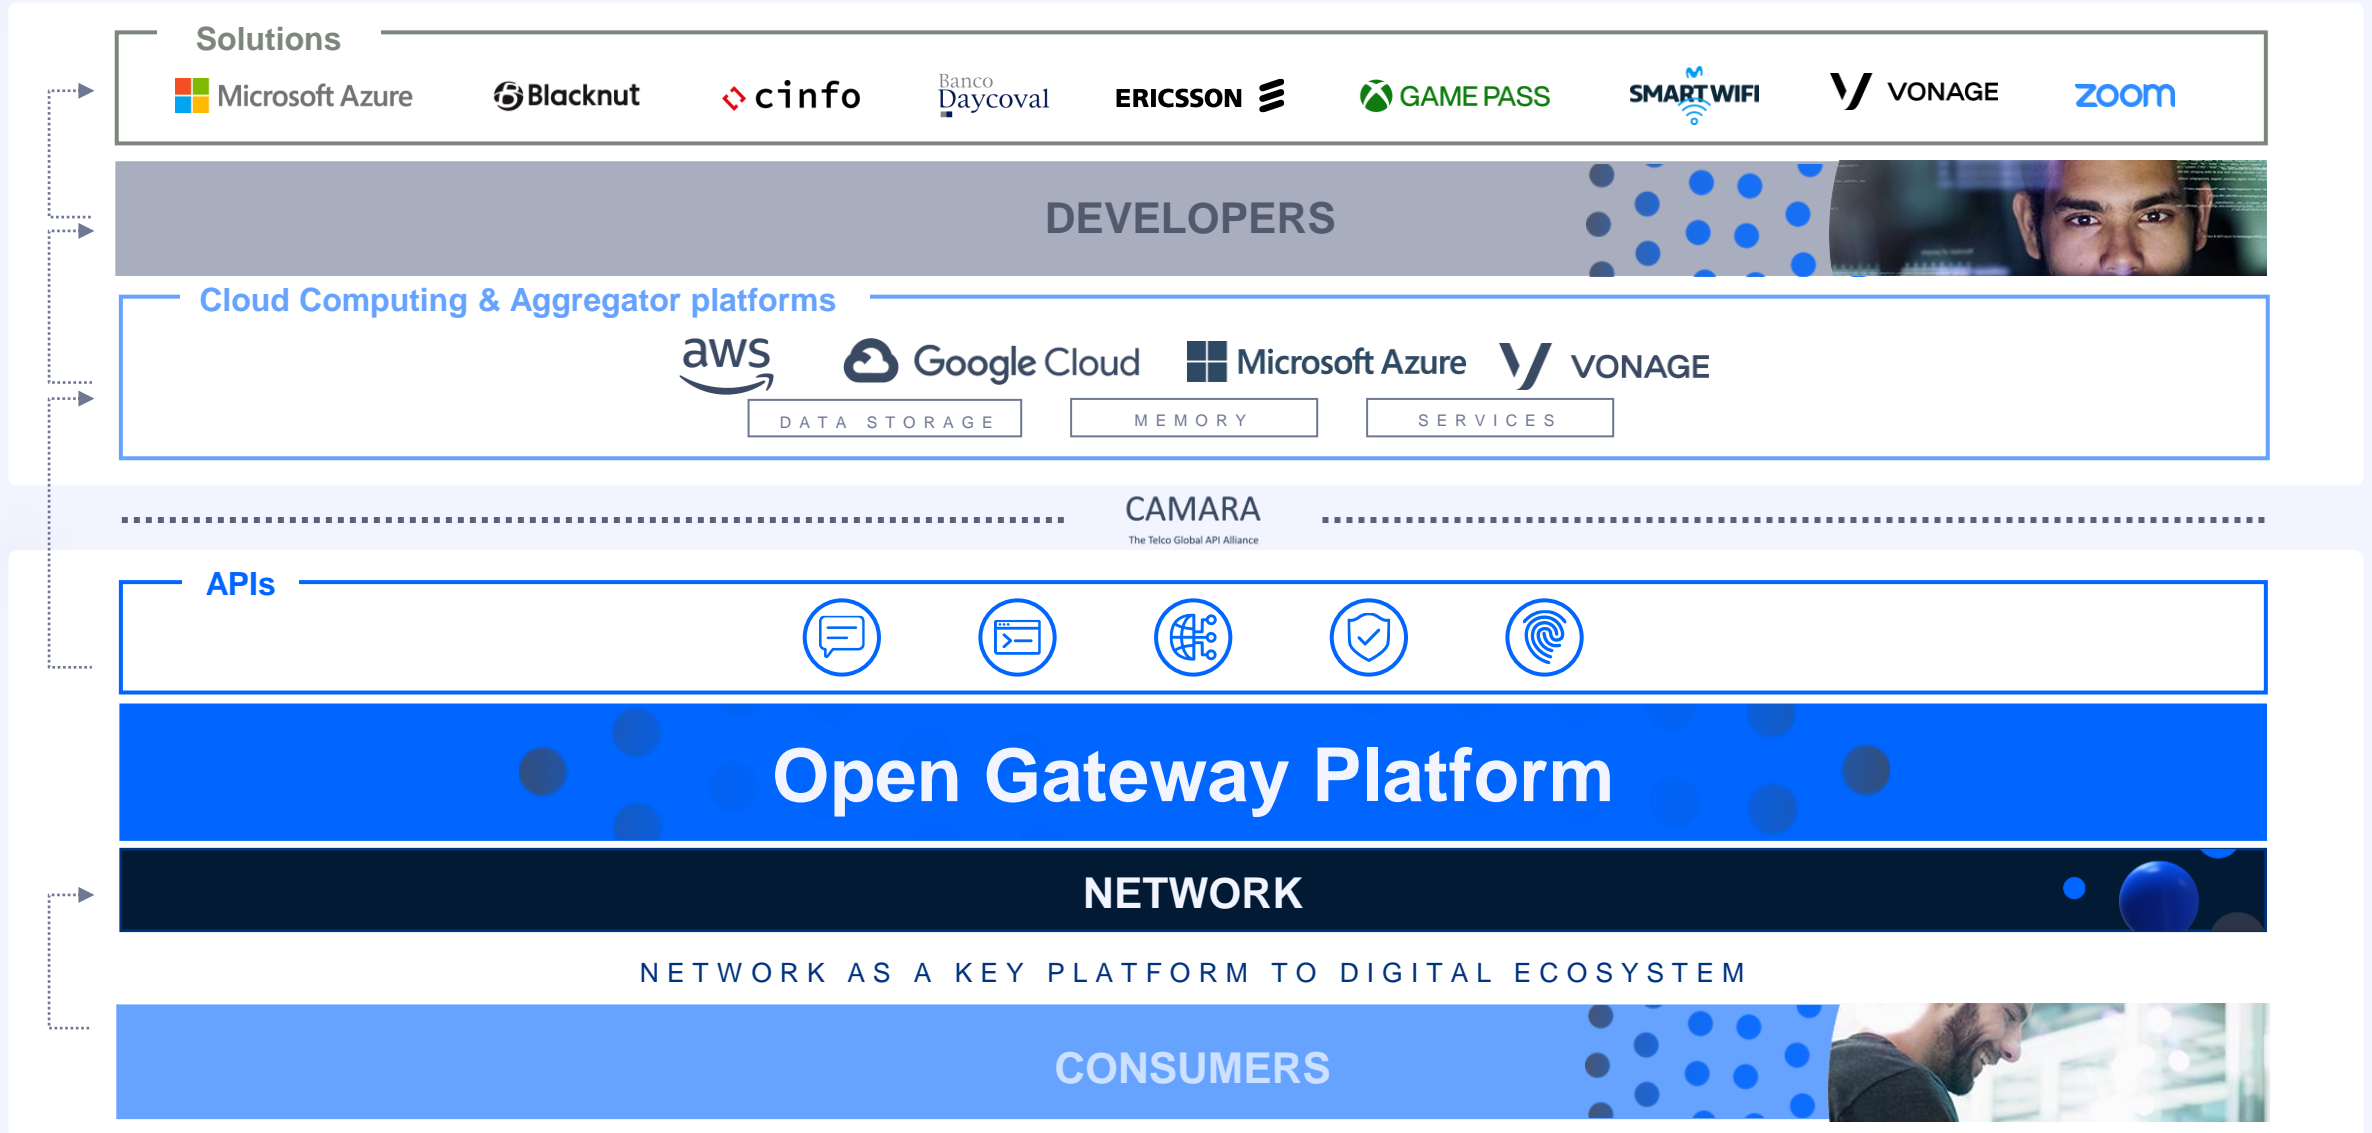 Solutions
Microsoft Azure
Blacknut
cinfo
Banco
Daycoval
ERICSSON
GAME PASS
SMART WIFI
VONAGE
zoom
DEVELOPERS
Cloud Computing & Aggregator platforms
aws
Google Cloud
Microsoft Azure
VONAGE
DATA STORAGE
MEMORY
SERVICES
CAMARA
The Telco Global API Alliance
APIs
Open Gateway Platform
NETWORK
NETWORK AS A KEY PLATFORM TO DIGITAL ECOSYSTEM
CONSUMERS